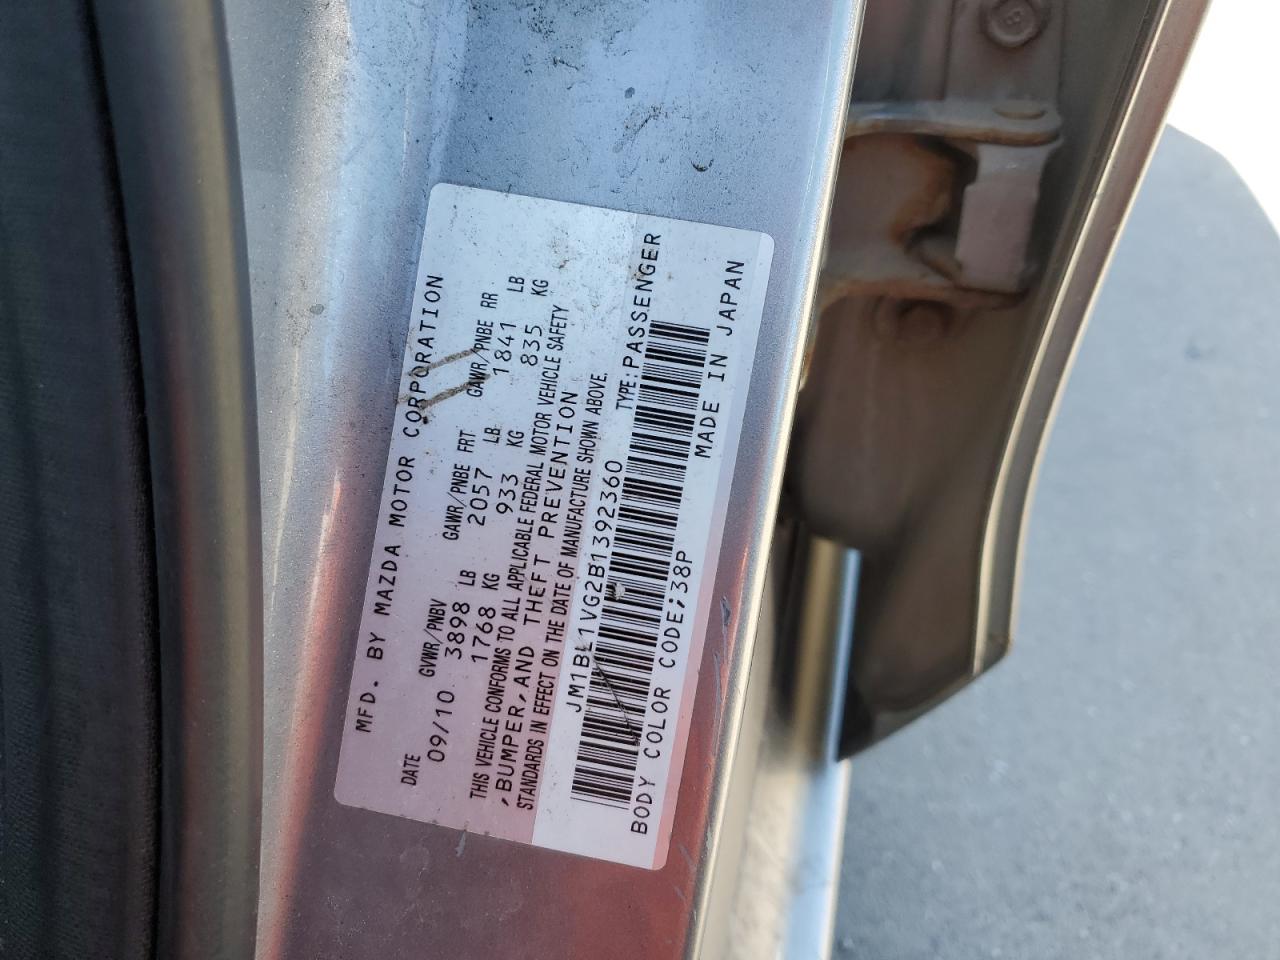 MFD. BY MAZDA MOTOR CORPORATION
DATE GVWR/PNBV GAWR/PNBE FRT GAWR/PNBE RR
09/10 3898 LB 2057 LB 1841 LB
1768 KG 933 KG 835 KG
THIS VEHICLE CONFORMS TO ALL APPLICABLE FEDERAL MOTOR VEHICLE SAFETY
,BUMPER,AND THEFT PREVENTION
STANDARDS IN EFFECT ON THE DATE OF MANUFACTURE SHOWN ABOVE.
JM1BL1VG2B1392360 TYPE:PASSENGER
BODY COLOR CODE;38P MADE IN JAPAN
8